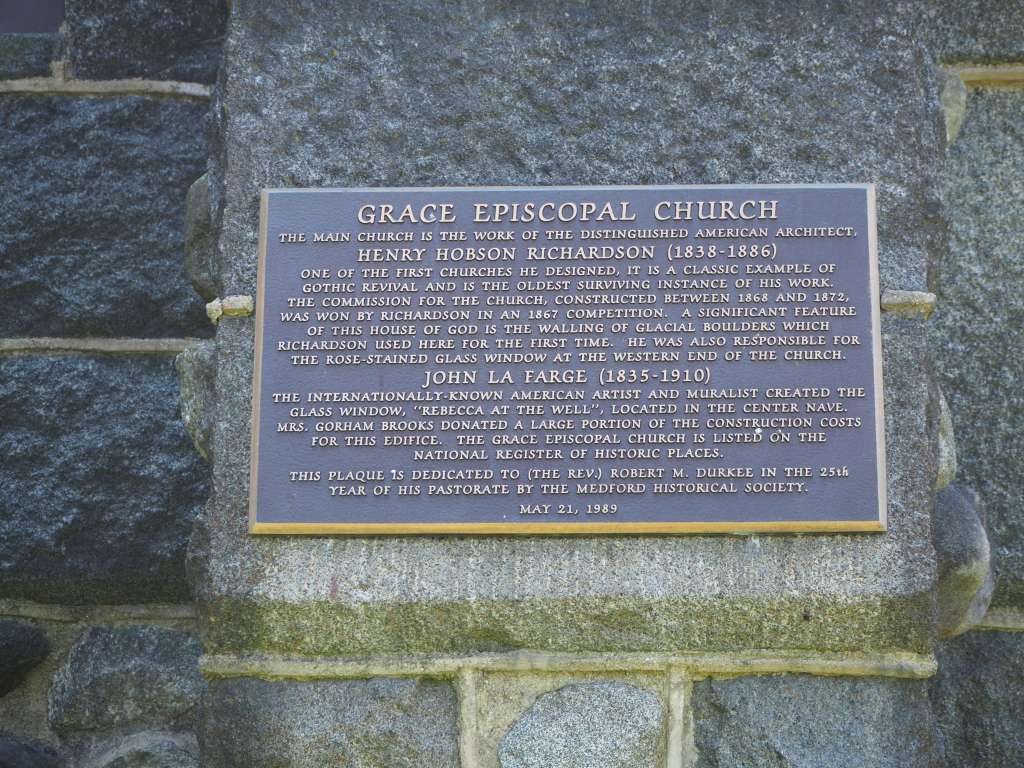 GRACE EPISCOPAL CHURCH
THE MAIN CHURCH IS THE WORK OF THE DISTINGUISHED AMERICAN ARCHITECT,
HENRY HOBSON RICHARDSON (1838-1886)
ONE OF THE FIRST CHURCHES HE DESIGNED, IT IS A CLASSIC EXAMPLE OF
GOTHIC REVIVAL AND IS THE OLDEST SURVIVING INSTANCE OF HIS WORK.
THE COMMISSION FOR THE CHURCH, CONSTRUCTED BETWEEN 1868 AND 1872,
WAS WON BY RICHARDSON IN AN 1867 COMPETITION. A SIGNIFICANT FEATURE
OF THIS HOUSE OF GOD IS THE WALLING OF GLACIAL BOULDERS WHICH
RICHARDSON USED HERE FOR THE FIRST TIME. HE WAS ALSO RESPONSIBLE FOR
THE ROSE-STAINED GLASS WINDOW AT THE WESTERN END OF THE CHURCH.
JOHN LA FARGE (1835-1910)
THE INTERNATIONALLY-KNOWN AMERICAN ARTIST AND MURALIST CREATED THE
GLASS WINDOW, "REBECCA AT THE WELL", LOCATED IN THE CENTER NAVE.
MRS. GORHAM BROOKS DONATED A LARGE PORTION OF THE CONSTRUCTION COSTS
FOR THIS EDIFICE. THE GRACE EPISCOPAL CHURCH IS LISTED ON THE
NATIONAL REGISTER OF HISTORIC PLACES.
THIS PLAQUE IS DEDICATED TO (THE REV.) ROBERT M. DURKEE IN THE 25th
YEAR OF HIS PASTORATE BY THE MEDFORD HISTORICAL SOCIETY.
MAY 21, 1989